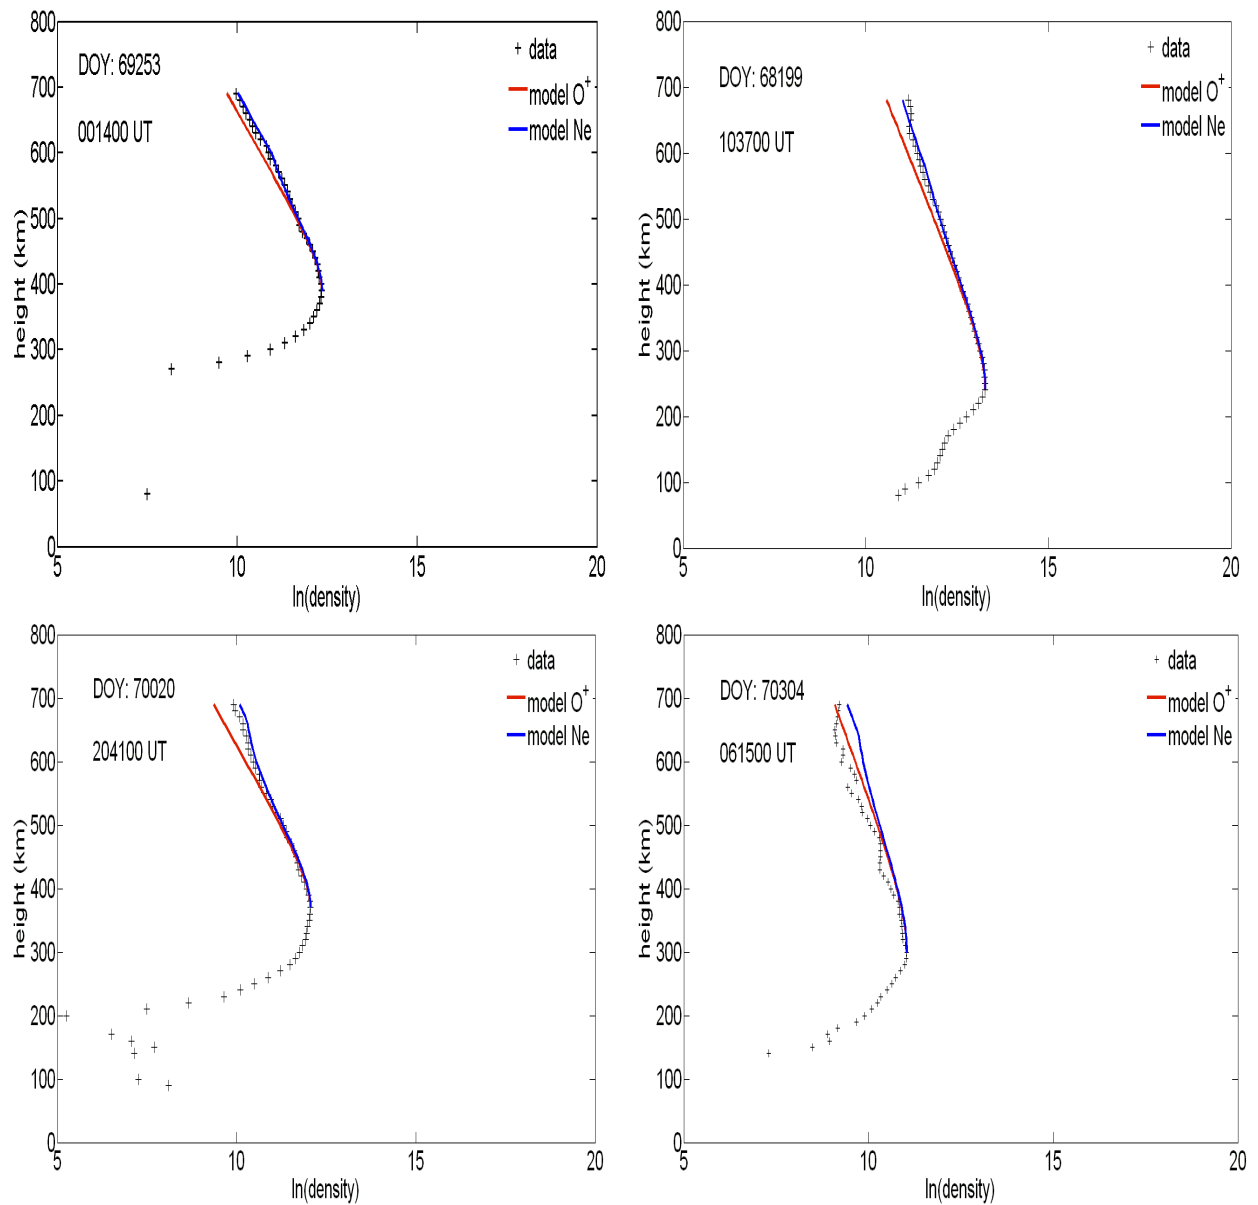 800
700
600
500
400
300
200
100
0
5
10
15
20
height (km)
ln(density)
DOY: 69253
001400 UT
data
model O+
model Ne
800
700
600
500
400
300
200
100
0
5
10
15
20
height (km)
ln(density)
DOY: 68199
103700 UT
data
model O+
model Ne
800
700
600
500
400
300
200
100
0
5
10
15
20
height (km)
ln(density)
DOY: 70020
204100 UT
data
model O+
model Ne
800
700
600
500
400
300
200
100
0
5
10
15
20
height (km)
ln(density)
DOY: 70304
061500 UT
data
model O+
model Ne